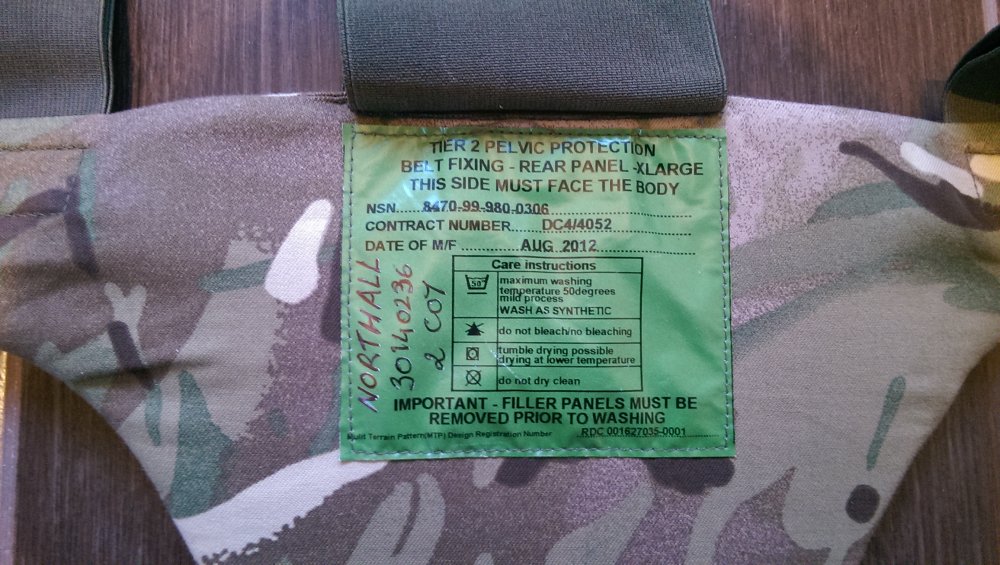 TIER 2 PELVIC PROTECTION
BELT FIXING - REAR PANEL -XLARGE
THIS SIDE MUST FACE THE BODY
NSN......8470-99-980-0306
CONTRACT NUMBER......DC4/4052
DATE OF M/F ...............AUG 2012
Care instructions
50°
maximum washing
temperature 50degrees
mild process
WASH AS SYNTHETIC
do not bleach/no bleaching
tumble drying possible
drying at lower temperature
do not dry clean
IMPORTANT - FILLER PANELS MUST BE
REMOVED PRIOR TO WASHING
Multi Terrain Pattern(MTP) Design Registration Number RDC 001627035-0001
NORTHALL
30140236
2 COY